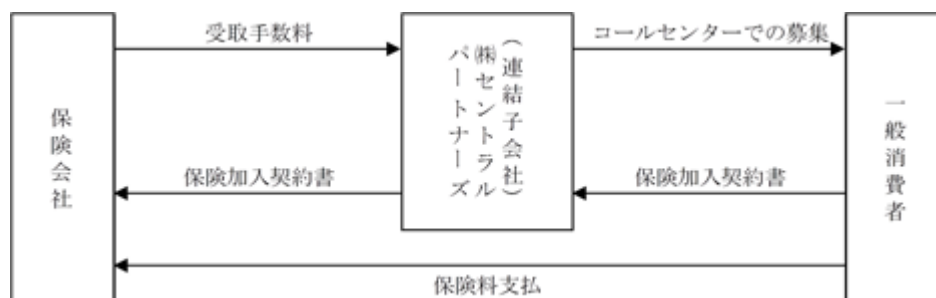 受取手数料
コールセンターでの募集
保険会社
（連結子会社）
㈱セントラル
パートナーズ
一般消費者
保険加入契約書
保険加入契約書
保険料支払